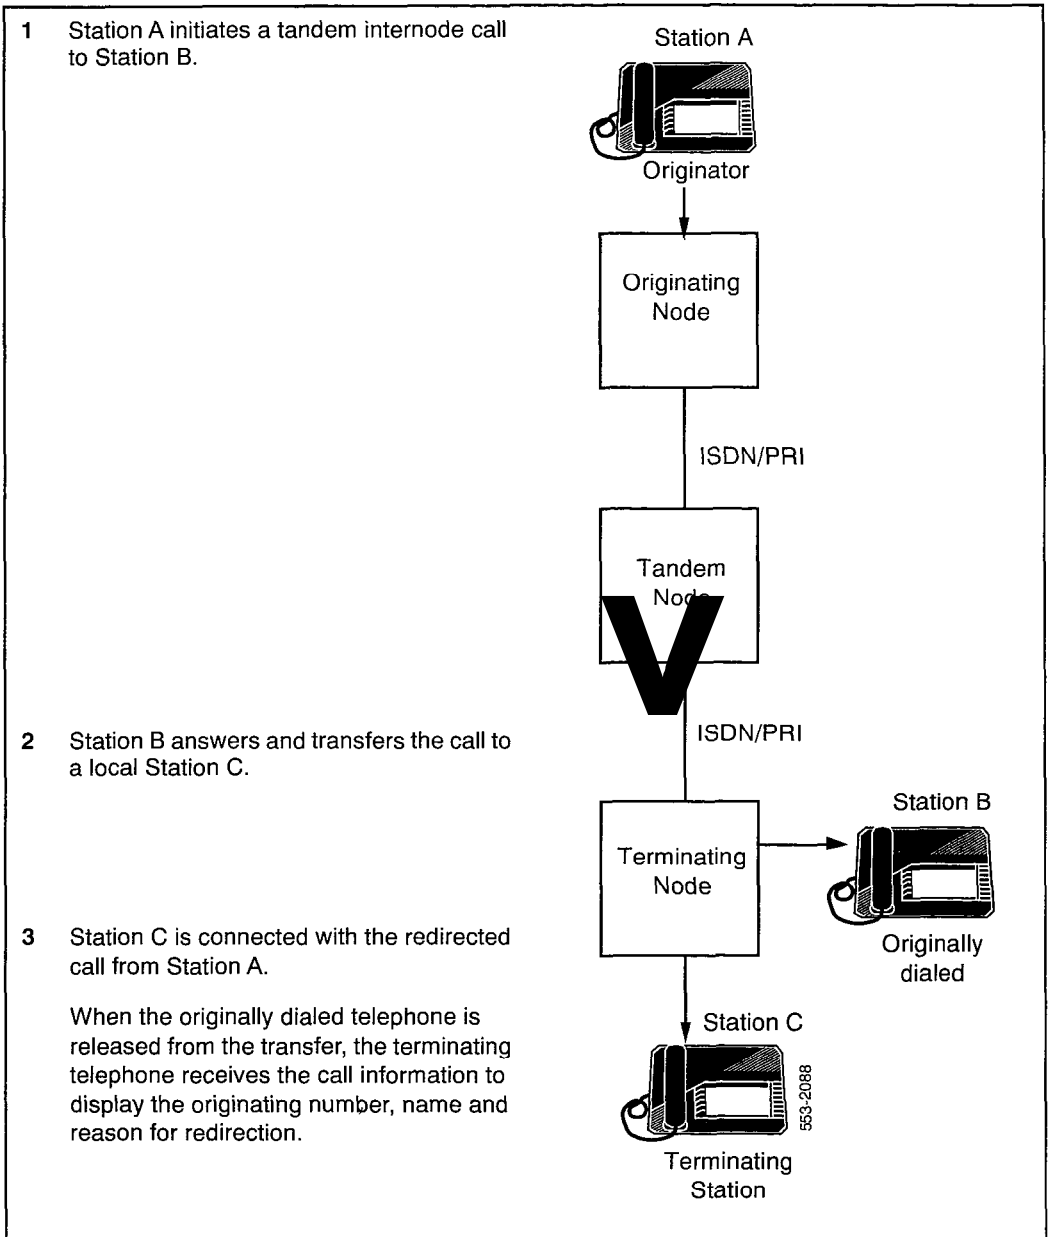 1 Station A initiates a tandem internode call
to Station B.
Station A
Originator
Originating
Node
ISDN/PRI
Tandem
Node
V
2 Station B answers and transfers the call to
a local Station C.
ISDN/PRI
Station B
Terminating
Node
Originally
dialed
3 Station C is connected with the redirected
call from Station A.
When the originally dialed telephone is
released from the transfer, the terminating
telephone receives the call information to
display the originating number, name and
reason for redirection.
Station C
553-2088
Terminating
Station